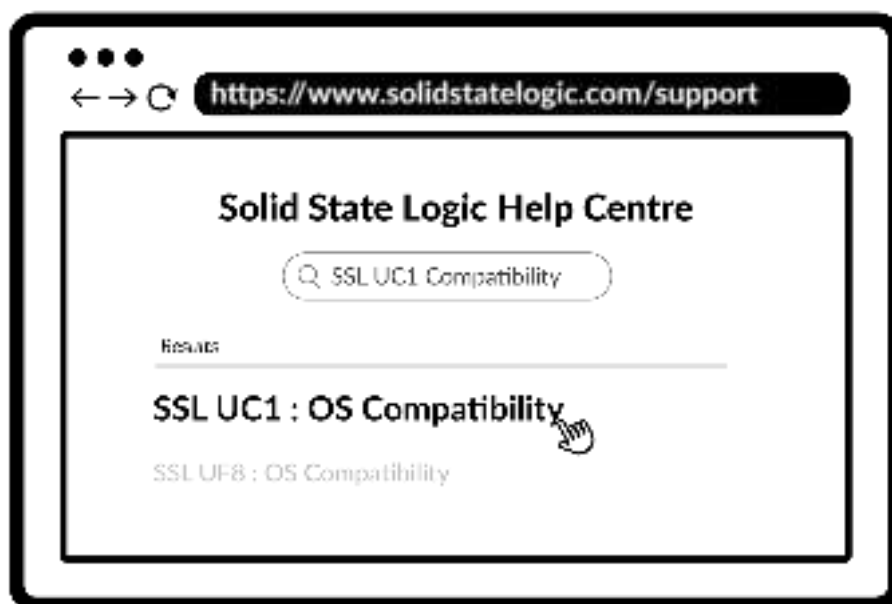 https://www.solidstatelogic.com/support
Solid State Logic Help Centre
SSL UC1 Compatibility
Results
SSL UC1 : OS Compatibility
SSL UF8 : OS Compatibility